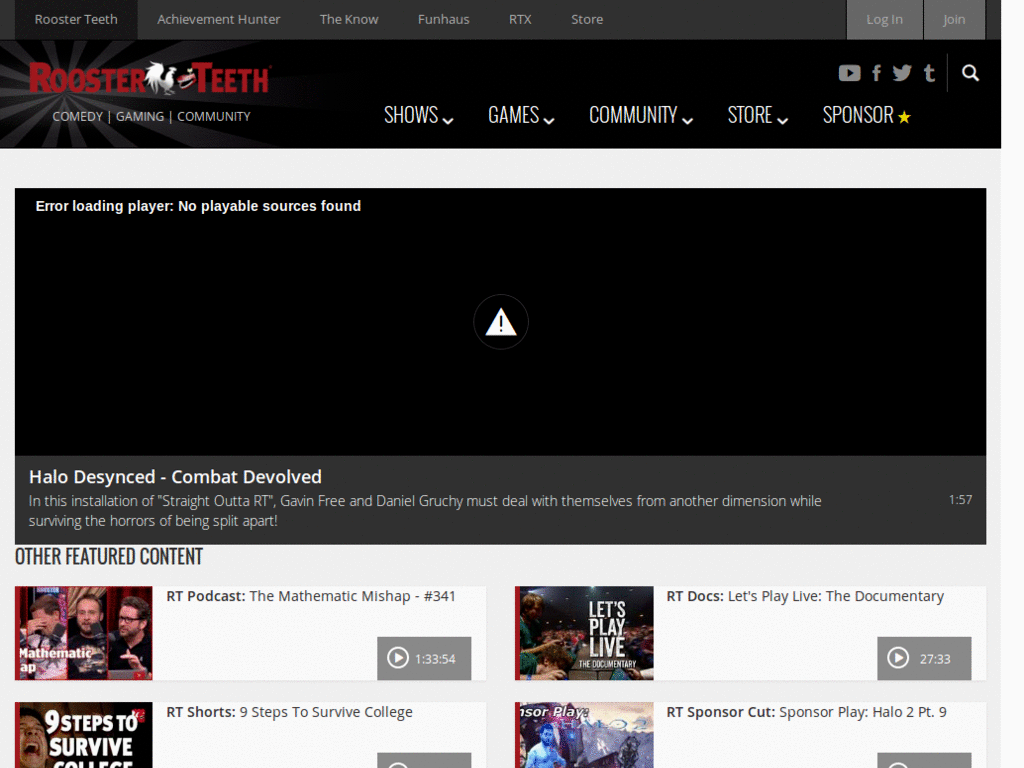 Rooster Teeth
Achievement Hunter
The Know
Funhaus
RTX
Store
Log In
Join
ROOSTER TEETH
COMEDY | GAMING | COMMUNITY
SHOWS
GAMES
COMMUNITY
STORE
SPONSOR
Error loading player: No playable sources found
Halo Desynced - Combat Devolved
In this installation of "Straight Outta RT", Gavin Free and Daniel Gruchy must deal with themselves from another dimension while
surviving the horrors of being split apart!
1:57
OTHER FEATURED CONTENT
Mathematic
ap
RT Podcast: The Mathematic Mishap - #341
1:33:54
LET'S
PLAY
LIVE
THE DOCUMENTARY
RT Docs: Let's Play Live: The Documentary
27:33
9 STEPS TO
SURVIVE
COLLEGE
RT Shorts: 9 Steps To Survive College
nsor Play:
HALO 2
RT Sponsor Cut: Sponsor Play: Halo 2 Pt. 9